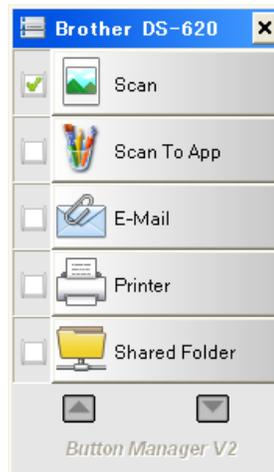 Brother DS-620
Scan
Scan To App
E-Mail
Printer
Shared Folder
Button Manager V2